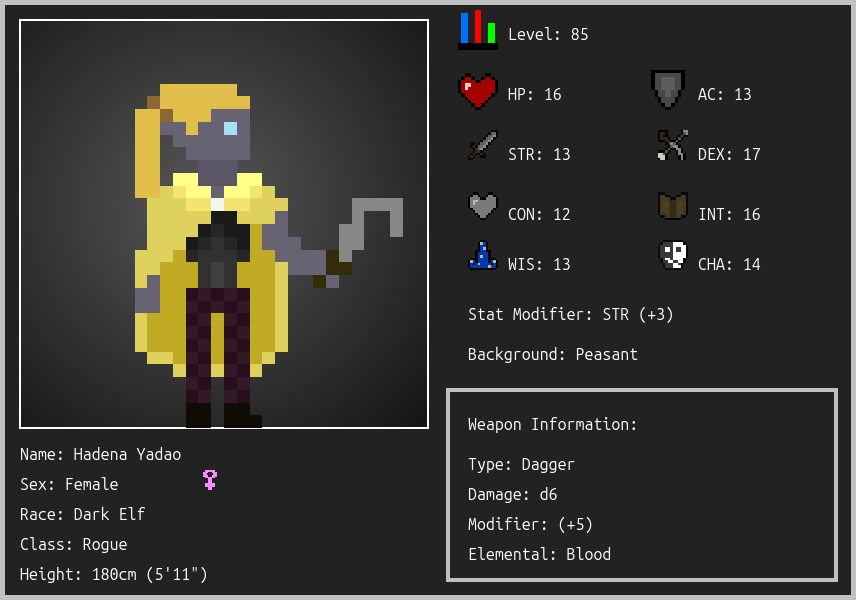 Level: 85
HP: 16 AC: 13
STR: 13 DEX: 17
CON: 12 INT: 16
WIS: 13 CHA: 14
Stat Modifier: STR (+3)
Background: Peasant
Weapon Information:
Type: Dagger
Damage: d6
Modifier: (+5)
Elemental: Blood
Name: Hadena Yadao
Sex: Female
Race: Dark Elf
Class: Rogue
Height: 180cm (5'11")